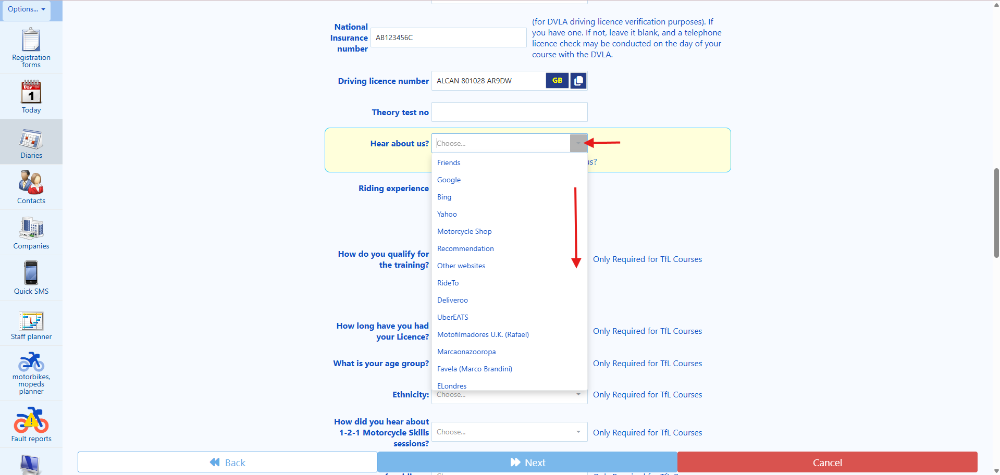 Options...
Registration
forms
Day
1
Today
Diaries
Contacts
Companies
Quick SMS
Staff planner
motorbikes,
mopeds
planner
Fault reports
National
Insurance
number
AB123456C
(for DVLA driving licence verification purposes). If
you have one. If not, leave it blank, and a telephone
licence check may be conducted on the day of your
course with the DVLA.
Driving licence number
ALCAN 801028 AR9DW
GB
Theory test no
Hear about us?
Choose...
us?
Friends
Google
Bing
Yahoo
Motorcycle Shop
Recommendation
Other websites
RideTo
Deliveroo
UberEATS
Motofilmadores U.K. (Rafael)
Marcaonazooropa
Favela (Marco Brandini)
ELondres
Riding experience
How do you qualify for
the training?
Only Required for TfL Courses
How long have you had
your Licence?
Only Required for TfL Courses
What is your age group?
Only Required for TfL Courses
Ethnicity:
Choose...
Only Required for TfL Courses
How did you hear about
1-2-1 Motorcycle Skills
sessions?
Choose...
Only Required for TfL Courses
Back
Next
Cancel